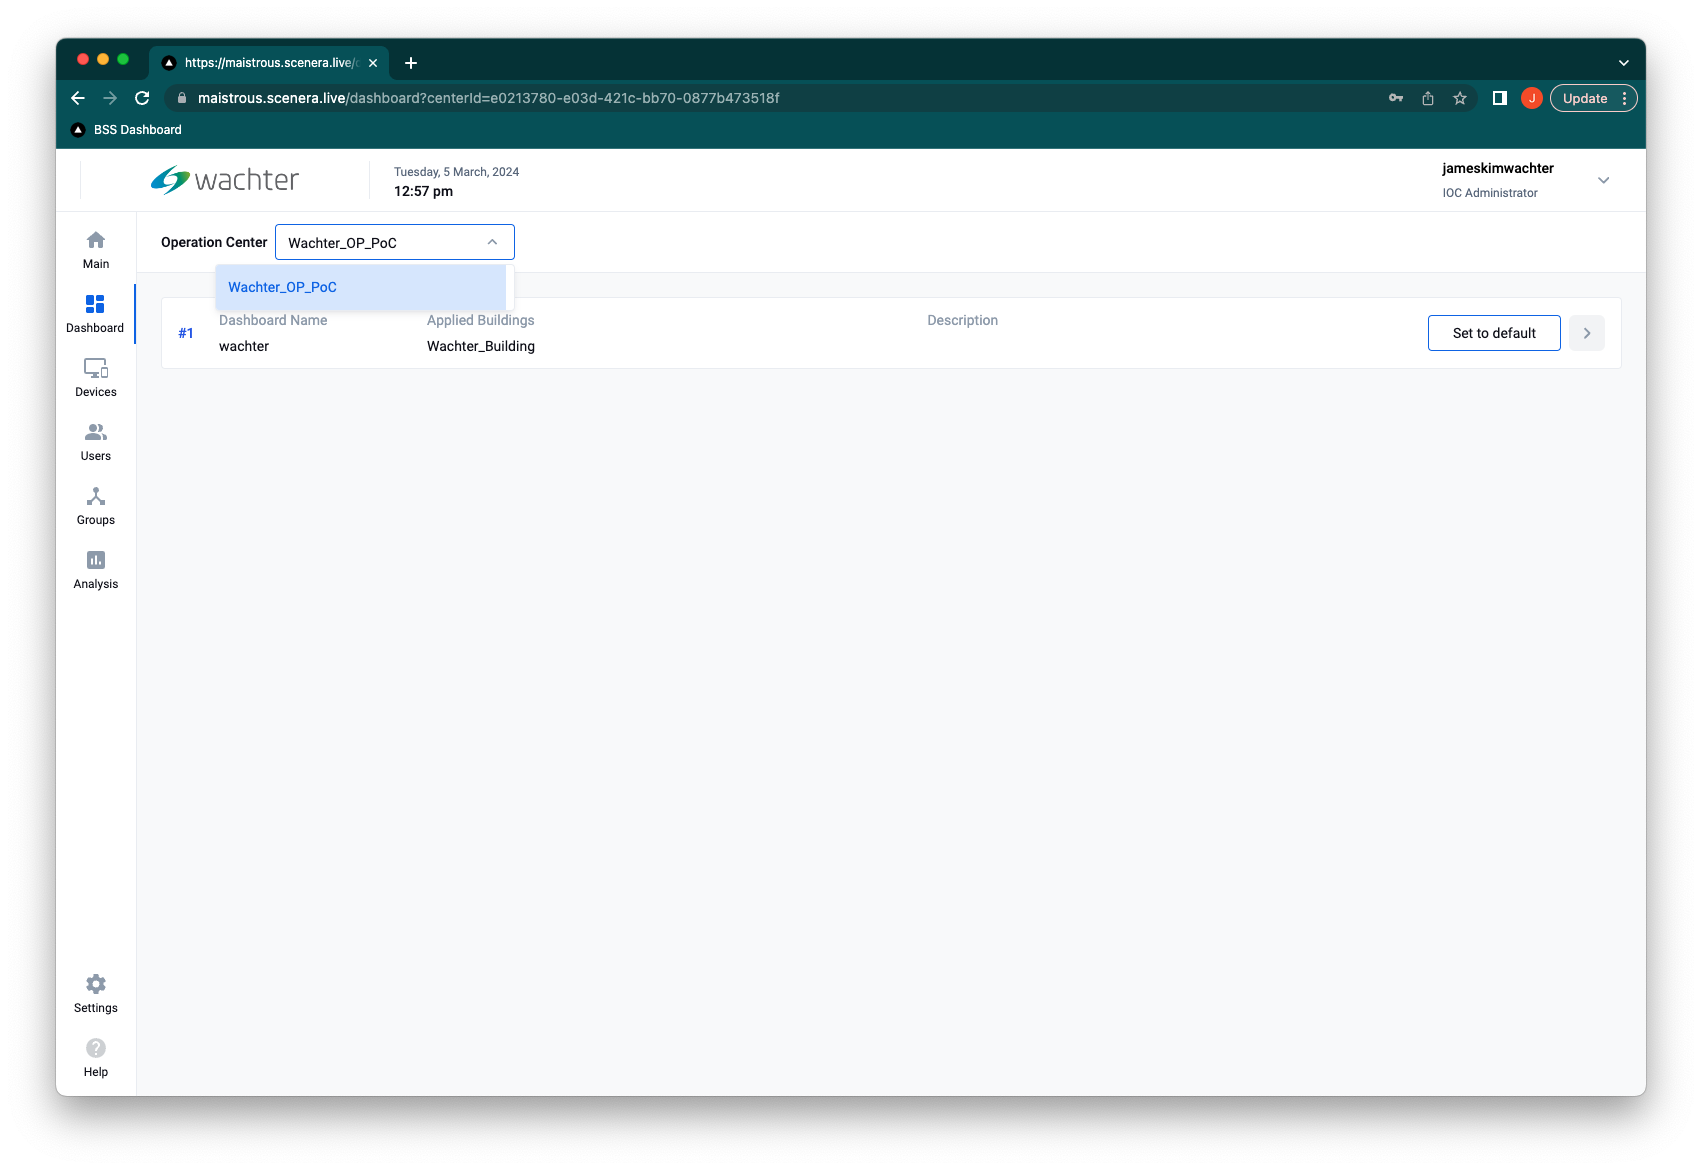 https://maistrous.scenera.live/
maistrous.scenera.live/dashboard?centerId=e0213780-e03d-421c-bb70-0877b473518f
J
Update
BSS Dashboard
wachter
Tuesday, 5 March, 2024
12:57 pm
jameskimwachter
IOC Administrator
Main
Dashboard
Devices
Users
Groups
Analysis
Settings
Help
Operation Center
Wachter_OP_PoC
Wachter_OP_PoC
#1
Dashboard Name
wachter
Applied Buildings
Wachter_Building
Description
Set to default